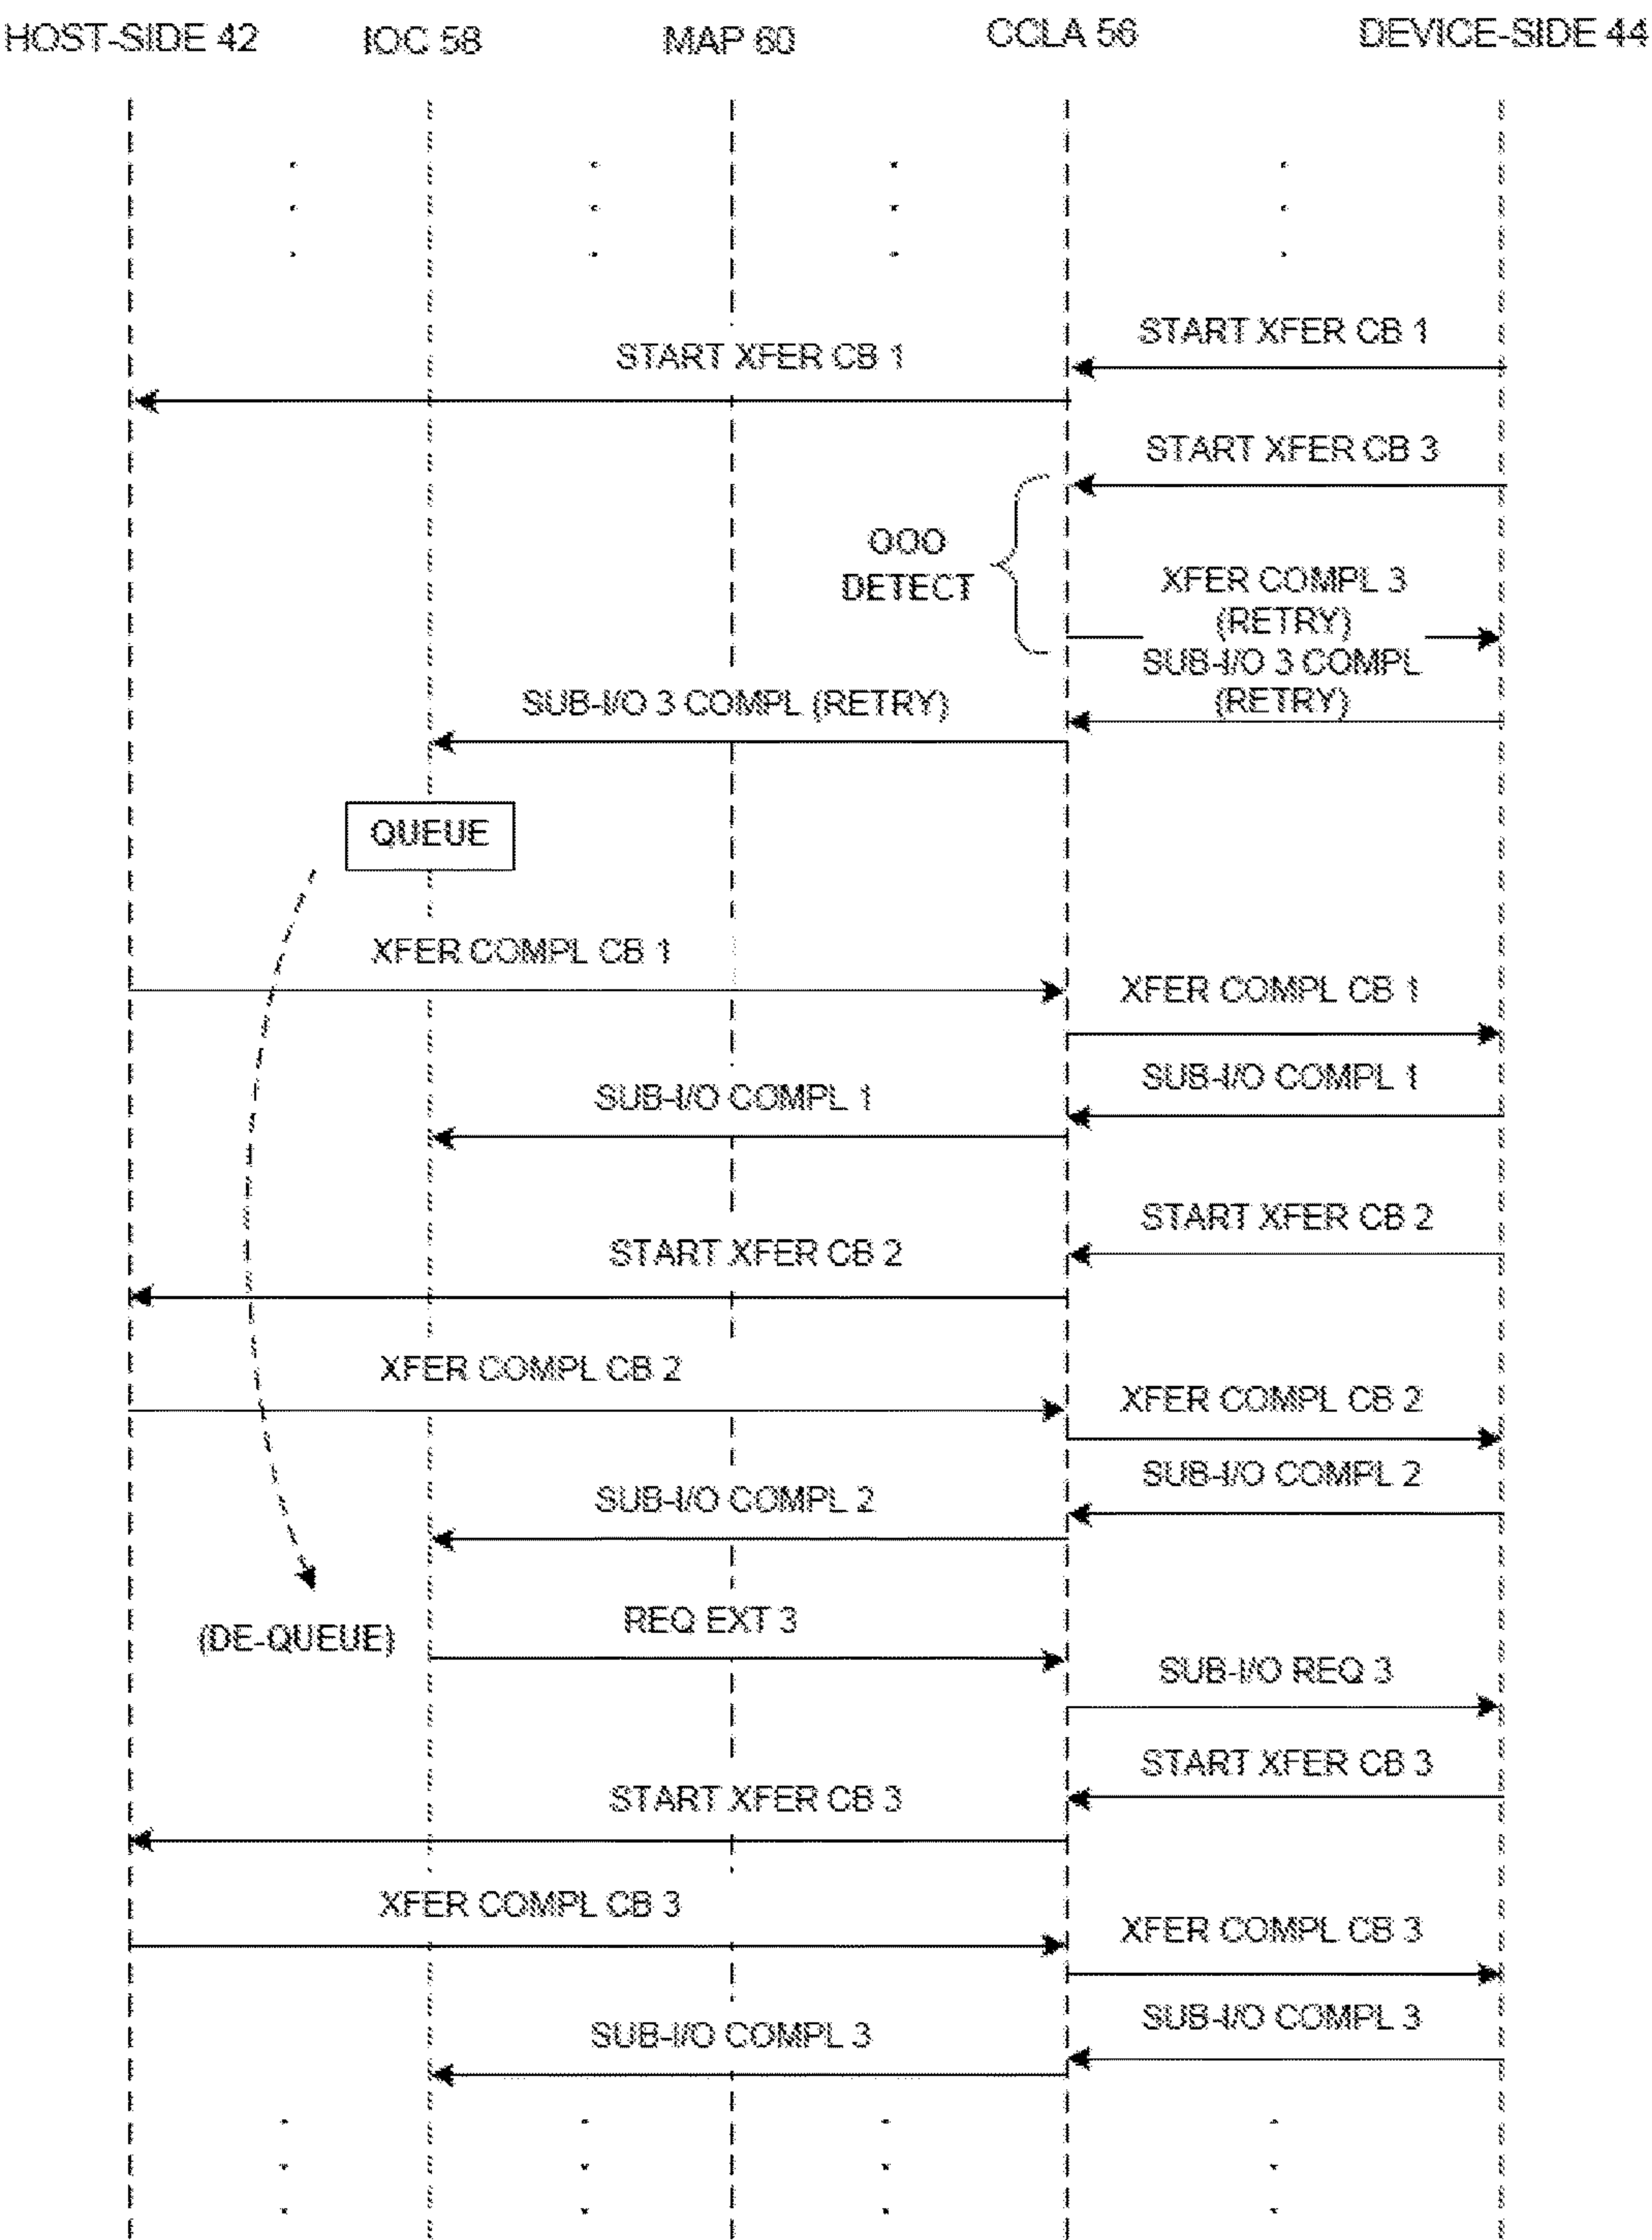 HOST-SIDE 42 IOC 58 MAP 60 CCLA 56 DEVICE-SIDE 44
START XFER CB 1
START XFER CB 1
START XFER CB 3
OOO
DETECT
XFER COMPL 3
(RETRY)
SUB-I/O 3 COMPL
(RETRY)
SUB-I/O 3 COMPL (RETRY)
QUEUE
XFER COMPL CB 1
XFER COMPL CB 1
SUB-I/O COMPL 1
SUB-I/O COMPL 1
START XFER CB 2
START XFER CB 2
XFER COMPL CB 2
XFER COMPL CB 2
SUB-I/O COMPL 2
SUB-I/O COMPL 2
REQ EXT 3
(DE-QUEUE)
SUB-I/O REQ 3
START XFER CB 3
START XFER CB 3
XFER COMPL CB 3
XFER COMPL CB 3
SUB-I/O COMPL 3
SUB-I/O COMPL 3